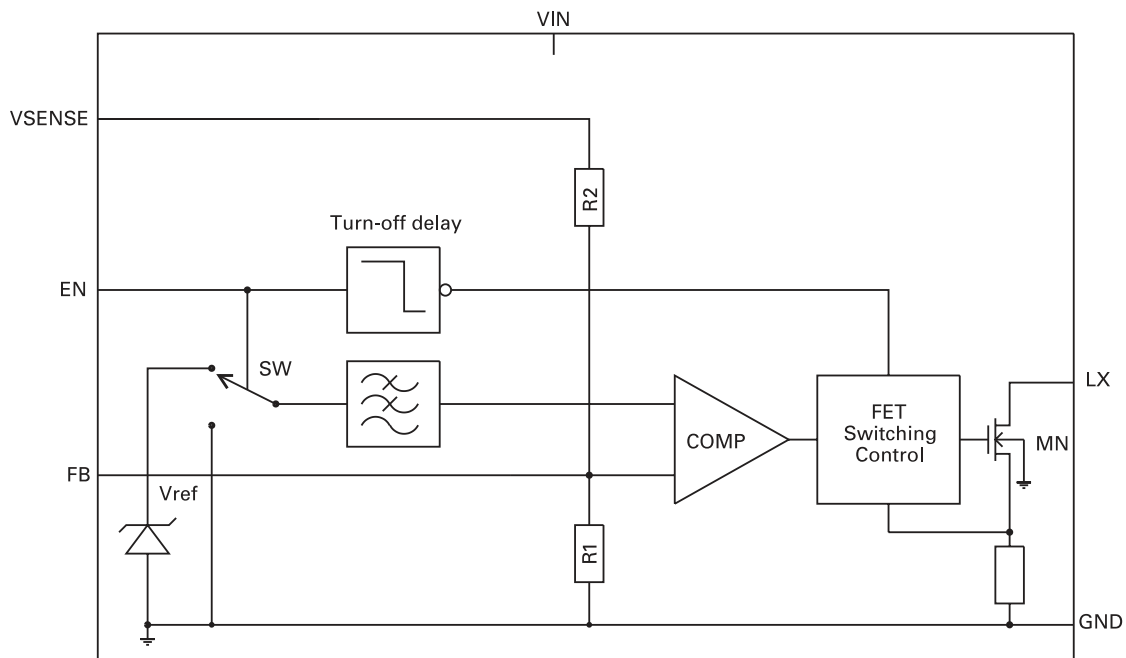 VIN
VSENSE
R2
Turn-off delay
EN
SW
LX
FET
Switching
Control
COMP
MN
FB
Vref
R1
GND